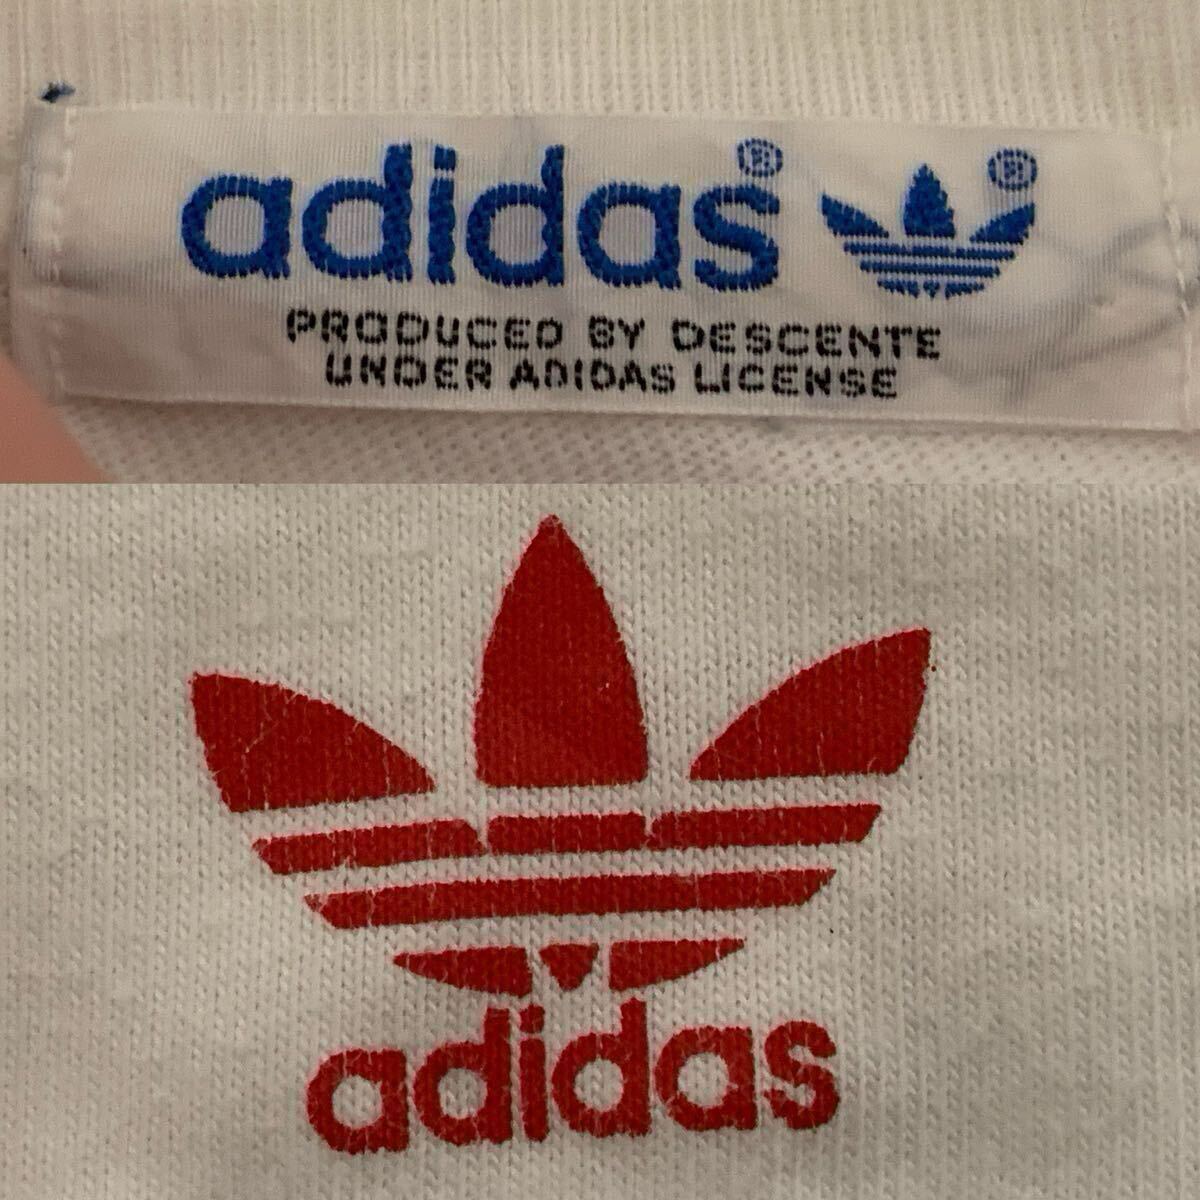 adidas® ®
PRODUCED BY DESCENTE
UNDER ADIDAS LICENSE
adidas